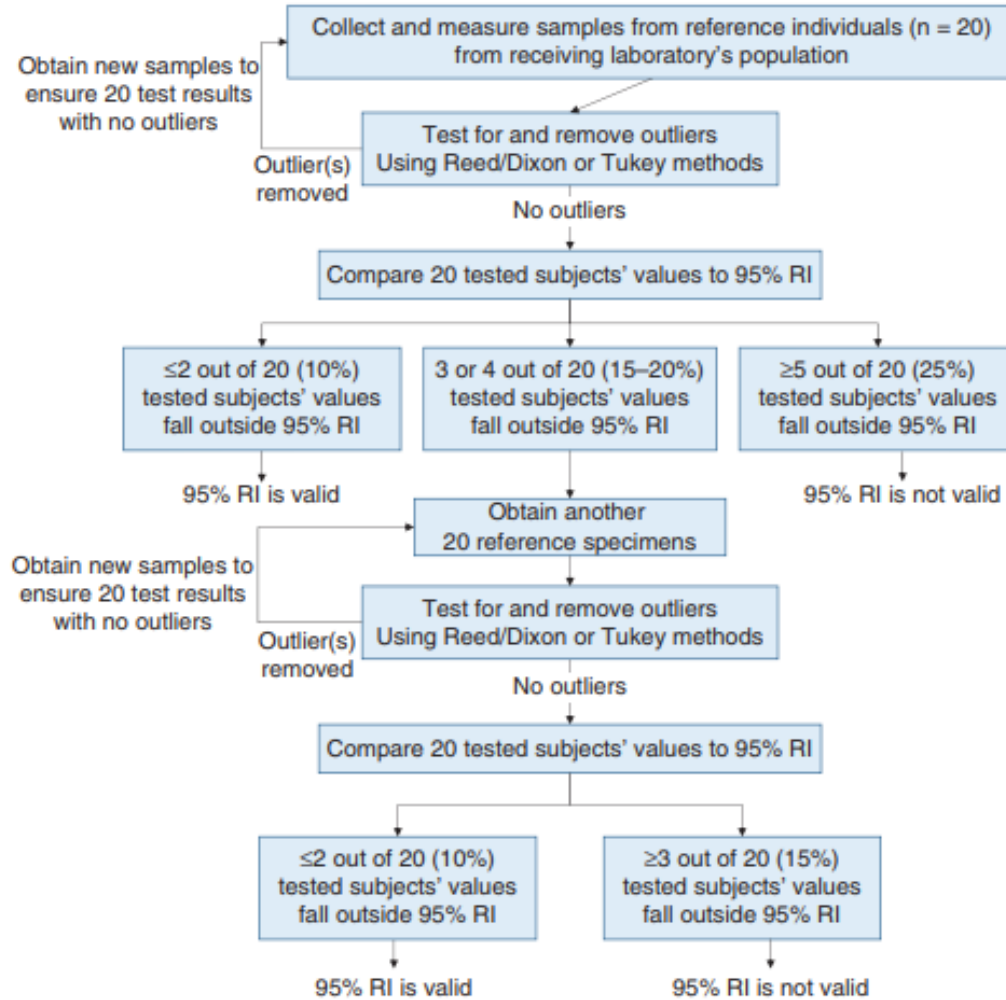 Collect and measure samples from reference individuals (n = 20)
from receiving laboratory's population
Obtain new samples to
ensure 20 test results
with no outliers
Test for and remove outliers
Using Reed/Dixon or Tukey methods
Outlier(s)
removed
No outliers
Compare 20 tested subjects' values to 95% RI
≤2 out of 20 (10%)
tested subjects' values
fall outside 95% RI
3 or 4 out of 20 (15–20%)
tested subjects' values
fall outside 95% RI
≥5 out of 20 (25%)
tested subjects' values
fall outside 95% RI
95% RI is valid
95% RI is not valid
Obtain another
20 reference specimens
Obtain new samples to
ensure 20 test results
with no outliers
Test for and remove outliers
Using Reed/Dixon or Tukey methods
Outlier(s)
removed
No outliers
Compare 20 tested subjects' values to 95% RI
≤2 out of 20 (10%)
tested subjects' values
fall outside 95% RI
≥3 out of 20 (15%)
tested subjects' values
fall outside 95% RI
95% RI is valid
95% RI is not valid